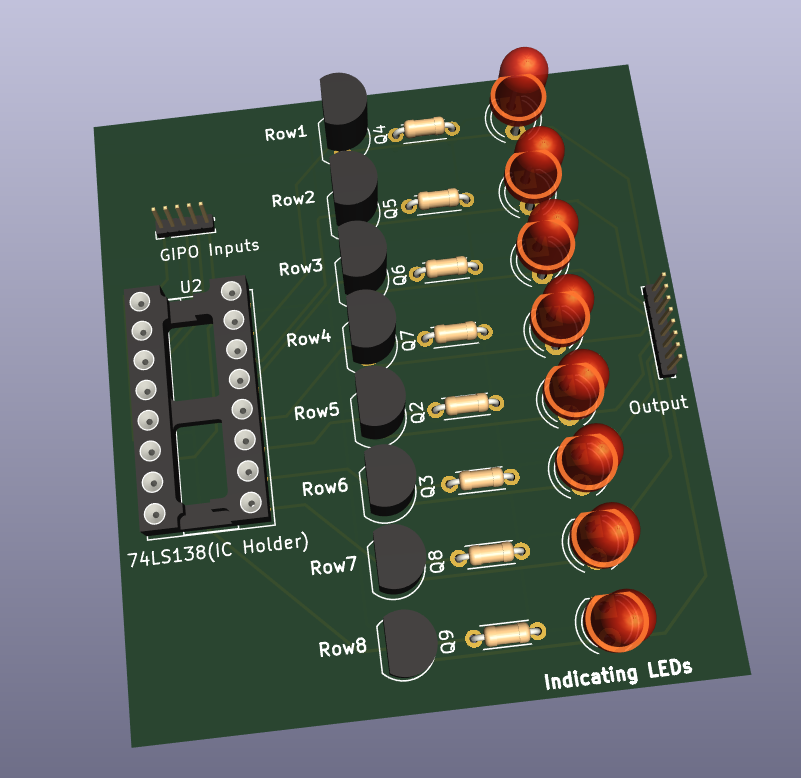 Row1
Q4
Row2
Q5
GIPO Inputs
Row3
Q6
U2
Row4
Q7
Output
Row5
Q2
Row6
Q3
74LS138(IC Holder)
Row7
Q8
Row8
Q9
Indicating LEDs